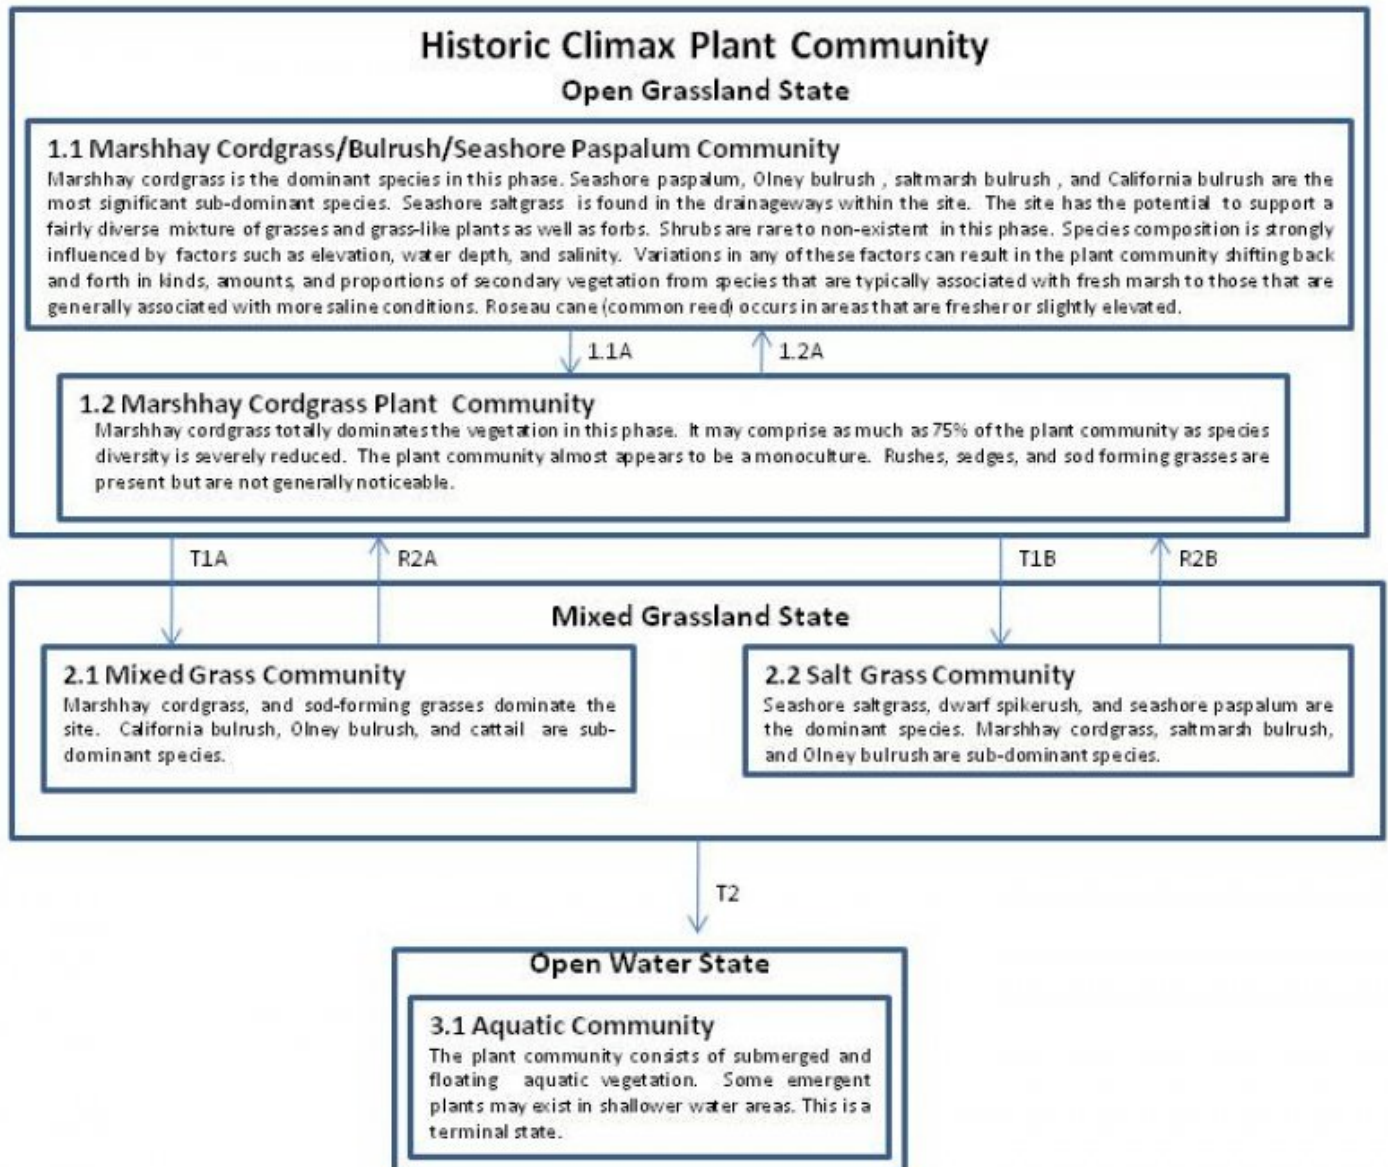 Historic Climax Plant Community
Open Grassland State
1.1 Marshhay Cordgrass/Bulrush/Seashore Paspalum Community
Marshhay cordgrass is the dominant species in this phase. Seashore paspalum, Olney bulrush , saltmarsh bulrush , and California bulrush are the
most significant sub-dominant species. Seashore saltgrass is found in the drainageways within the site. The site has the potential to support a
fairly diverse mixture of grasses and grass-like plants as well as forbs. Shrubs are rare to non-existent in this phase. Species composition is strongly
influenced by factors such as elevation, water depth, and salinity. Variations in any of these factors can result in the plant community shifting back
and forth in kinds, amounts, and proportions of secondary vegetation from species that are typically associated with fresh marsh to those that are
generally associated with more saline conditions. Roseau cane (common reed) occurs in areas that are fresher or slightly elevated.
1.1A
1.2A
1.2 Marshhay Cordgrass Plant Community
Marshhay cordgrass totally dominates the vegetation in this phase. It may comprise as much as 75% of the plant community as species
diversity is severely reduced. The plant community almost appears to be a monoculture. Rushes, sedges, and sod forming grasses are
present but are not generally noticeable.
T1A
R2A
T1B
R2B
Mixed Grassland State
2.1 Mixed Grass Community
Marshhay cordgrass, and sod-forming grasses dominate the
site. California bulrush, Olney bulrush, and cattail are sub-
dominant species.
2.2 Salt Grass Community
Seashore saltgrass, dwarf spikerush, and seashore paspalum are
the dominant species. Marshhay cordgrass, saltmarsh bulrush,
and Olney bulrush are sub-dominant species.
T2
Open Water State
3.1 Aquatic Community
The plant community consists of submerged and
floating aquatic vegetation. Some emergent
plants may exist in shallower water areas. This is a
terminal state.